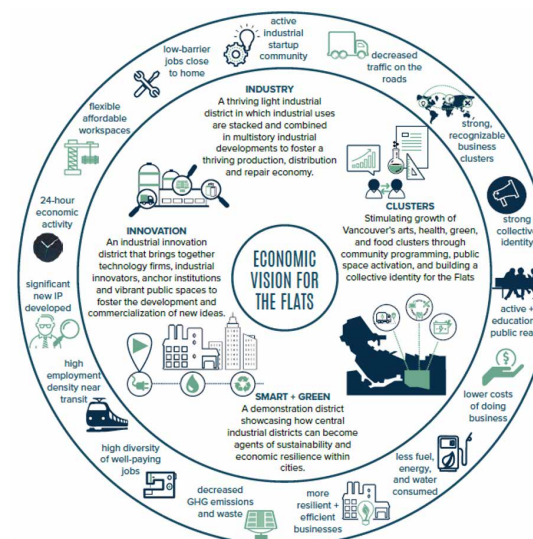 active
industrial
startup
community
decreased
traffic on the
roads
strong,
recognizable
business
clusters
strong
identity
active +
lower costs
of doing
business
less fuel,
energy,
and water
consumed
more
resilient +
efficient
businesses
decreased
GHG emissions
and waste
high diversity
of well-paying
jobs
high
employment
density near
transit
significant
new IP
developed
24-hour
economic
activity
flexible
affordable
workspaces
low-barrier
jobs close
to home
INDUSTRY
A thriving light industrial
district in which industrial
uses are stacked and combined
in multistory industrial
developments to foster a
thriving production, distribution
and repair economy.
CLUSTERS
Stimulating growth of
Vancouver's arts, health, green,
and food clusters through
community programming, public
space activation, and building a
collective identity for the Flats
INNOVATION
An industrial innovation
district that brings together
technology firms, industrial
innovators, anchor institutions
and vibrant public spaces to
foster the development and
commercialization of new ideas.
ECONOMIC
VISION FOR
THE FLATS
SMART + GREEN
A demonstration district
showcasing how central
industrial districts can become
agents of sustainability and
economic resilience within
cities.